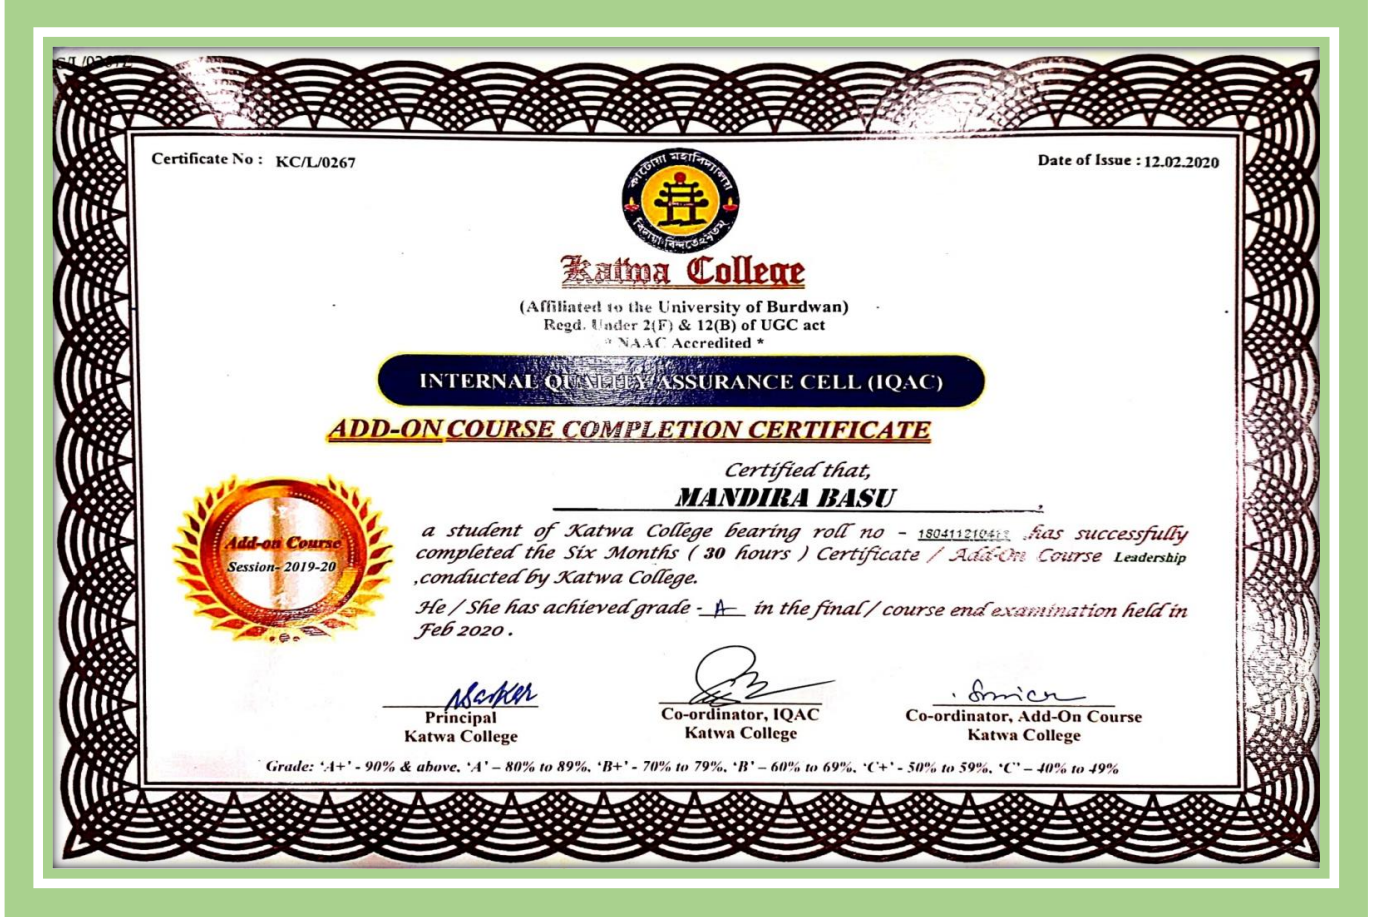 Certificate No : KC/L/0267
Date of Issue : 12.02.2020
কাটোয়া মহাবিদ্যালয়
Katwa College
(Affiliated to the University of Burdwan)
Regd. Under 2(F) & 12(B) of UGC act
* NAAC Accredited *
INTERNAL QUALITY ASSURANCE CELL (IQAC)
ADD-ON COURSE COMPLETION CERTIFICATE
Certified that,
MANDIRA BASU ,
a student of Katwa College bearing roll no - ,has successfully
completed the Six Months ( 30 hours ) Certificate / Add-On Course Leadership
,conducted by Katwa College.
He / She has achieved grade - A in the final / course end examination held in
Feb 2020 .
Add-on Course
Session- 2019-20
Principal
Katwa College
Co-ordinator, IQAC
Katwa College
Co-ordinator, Add-On Course
Katwa College
Grade: 'A+' - 90% & above, 'A' – 80% to 89%, 'B+' - 70% to 79%, 'B' – 60% to 69%, 'C+' - 50% to 59%, 'C' – 40% to 49%